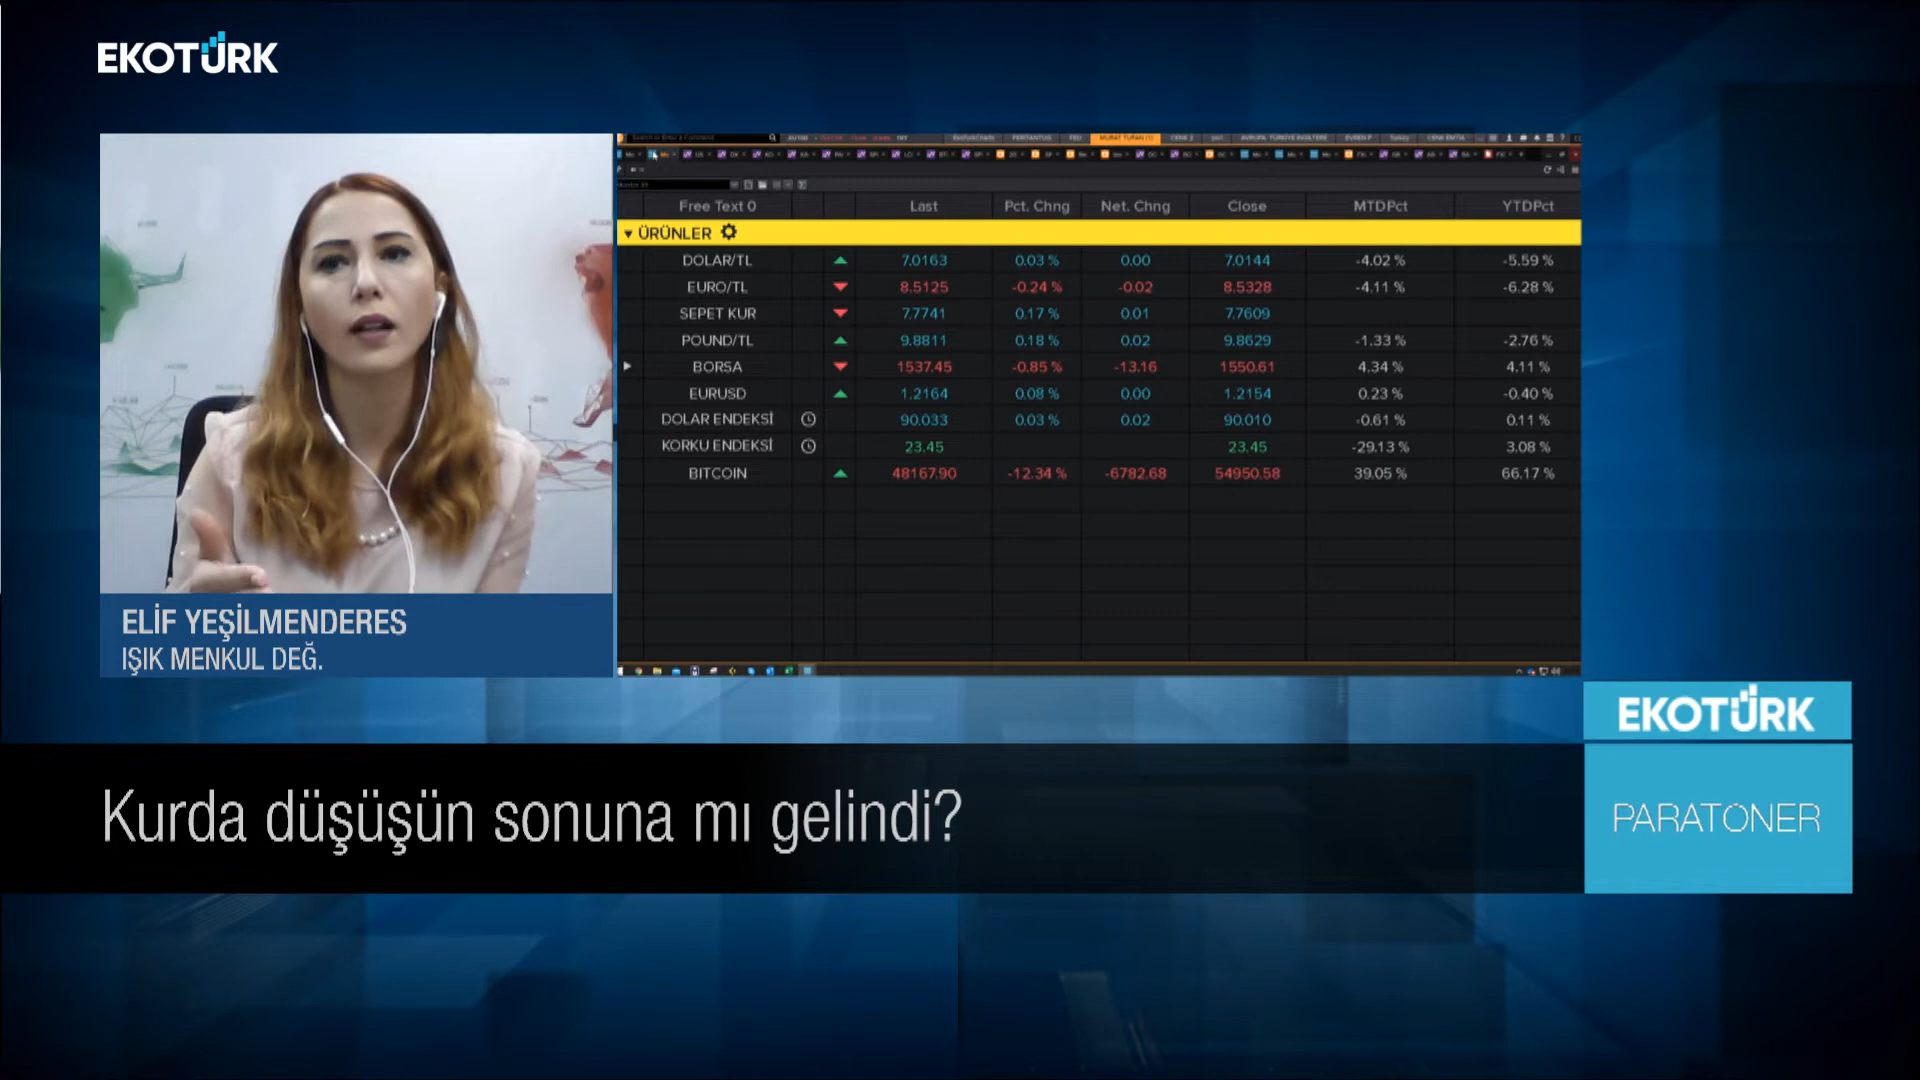 EKOTÜRK
MURAT TURAN (1)
Free Text 0 Last Pct. Chng Net. Chng Close MTDPct YTDPct
ÜRÜNLER
DOLAR/TL 7.0163 0.03 % 0.00 7.0144 -4.02 % -5.59 %
EURO/TL 8.5125 -0.24 % -0.02 8.5328 -4.11 % -6.28 %
SEPET KUR 7.7741 0.17 % 0.01 7.7609
POUND/TL 9.8811 0.18 % 0.02 9.8629 -1.33 % -2.76 %
BORSA 1537.45 -0.85 % -13.16 1550.61 4.34 % 4.11 %
EURUSD 1.2164 0.08 % 0.00 1.2154 0.23 % -0.40 %
DOLAR ENDEKSİ 90.033 0.03 % 0.02 90.010 -0.61 % 0.11 %
KORKU ENDEKSİ 23.45 23.45 -29.13 % 3.08 %
BITCOIN 48167.90 -12.34 % -6782.68 54950.58 39.05 % 66.17 %
ELİF YEŞİLMENDERES
IŞIK MENKUL DEĞ.
EKOTÜRK
Kurda düşüşün sonuna mı gelindi?
PARATONER